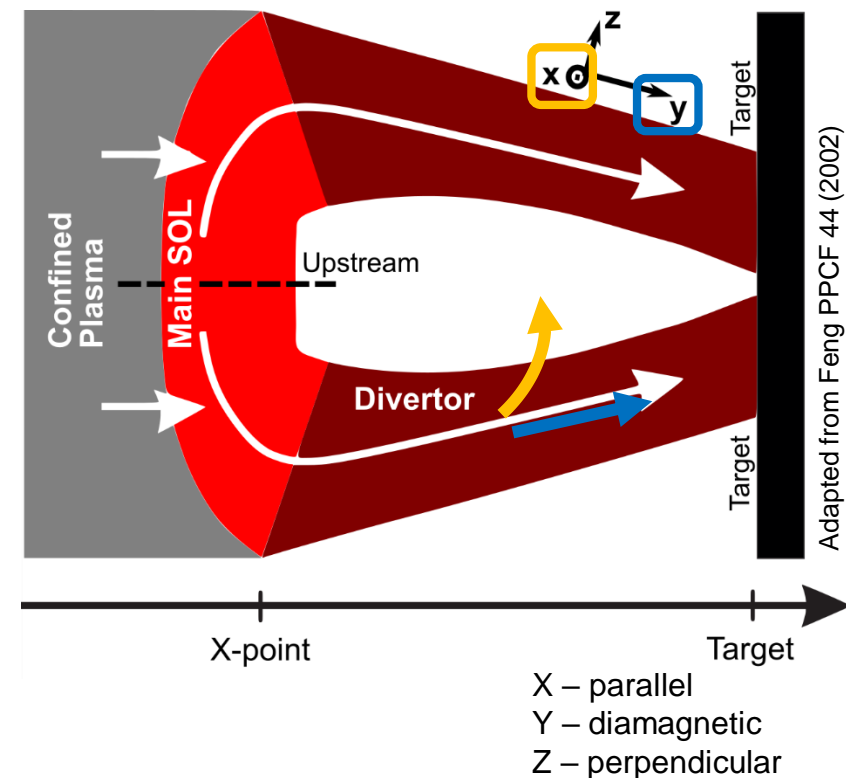 z
x
y
Target
Confined
Plasma
Main SOL
Upstream
Divertor
Target
Adapted from Feng PPCF 44 (2002)
X-point
Target
X – parallel
Y – diamagnetic
Z – perpendicular